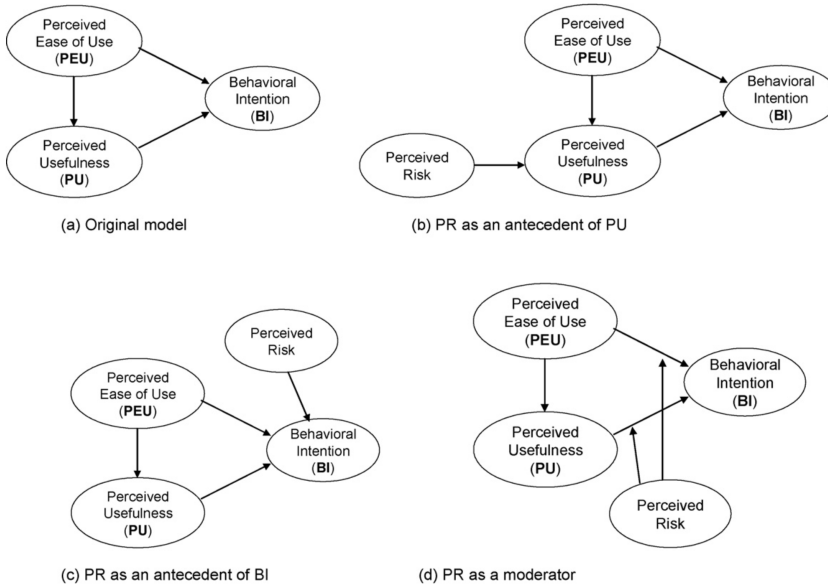 Perceived
Ease of Use
(PEU)
Behavioral
Intention
(BI)
Perceived
Usefulness
(PU)
(a) Original model
Perceived
Ease of Use
(PEU)
Behavioral
Intention
(BI)
Perceived
Risk
Perceived
Usefulness
(PU)
(b) PR as an antecedent of PU
Perceived
Risk
Perceived
Ease of Use
(PEU)
Behavioral
Intention
(BI)
Perceived
Usefulness
(PU)
(c) PR as an antecedent of BI
Perceived
Ease of Use
(PEU)
Behavioral
Intention
(BI)
Perceived
Usefulness
(PU)
Perceived
Risk
(d) PR as a moderator